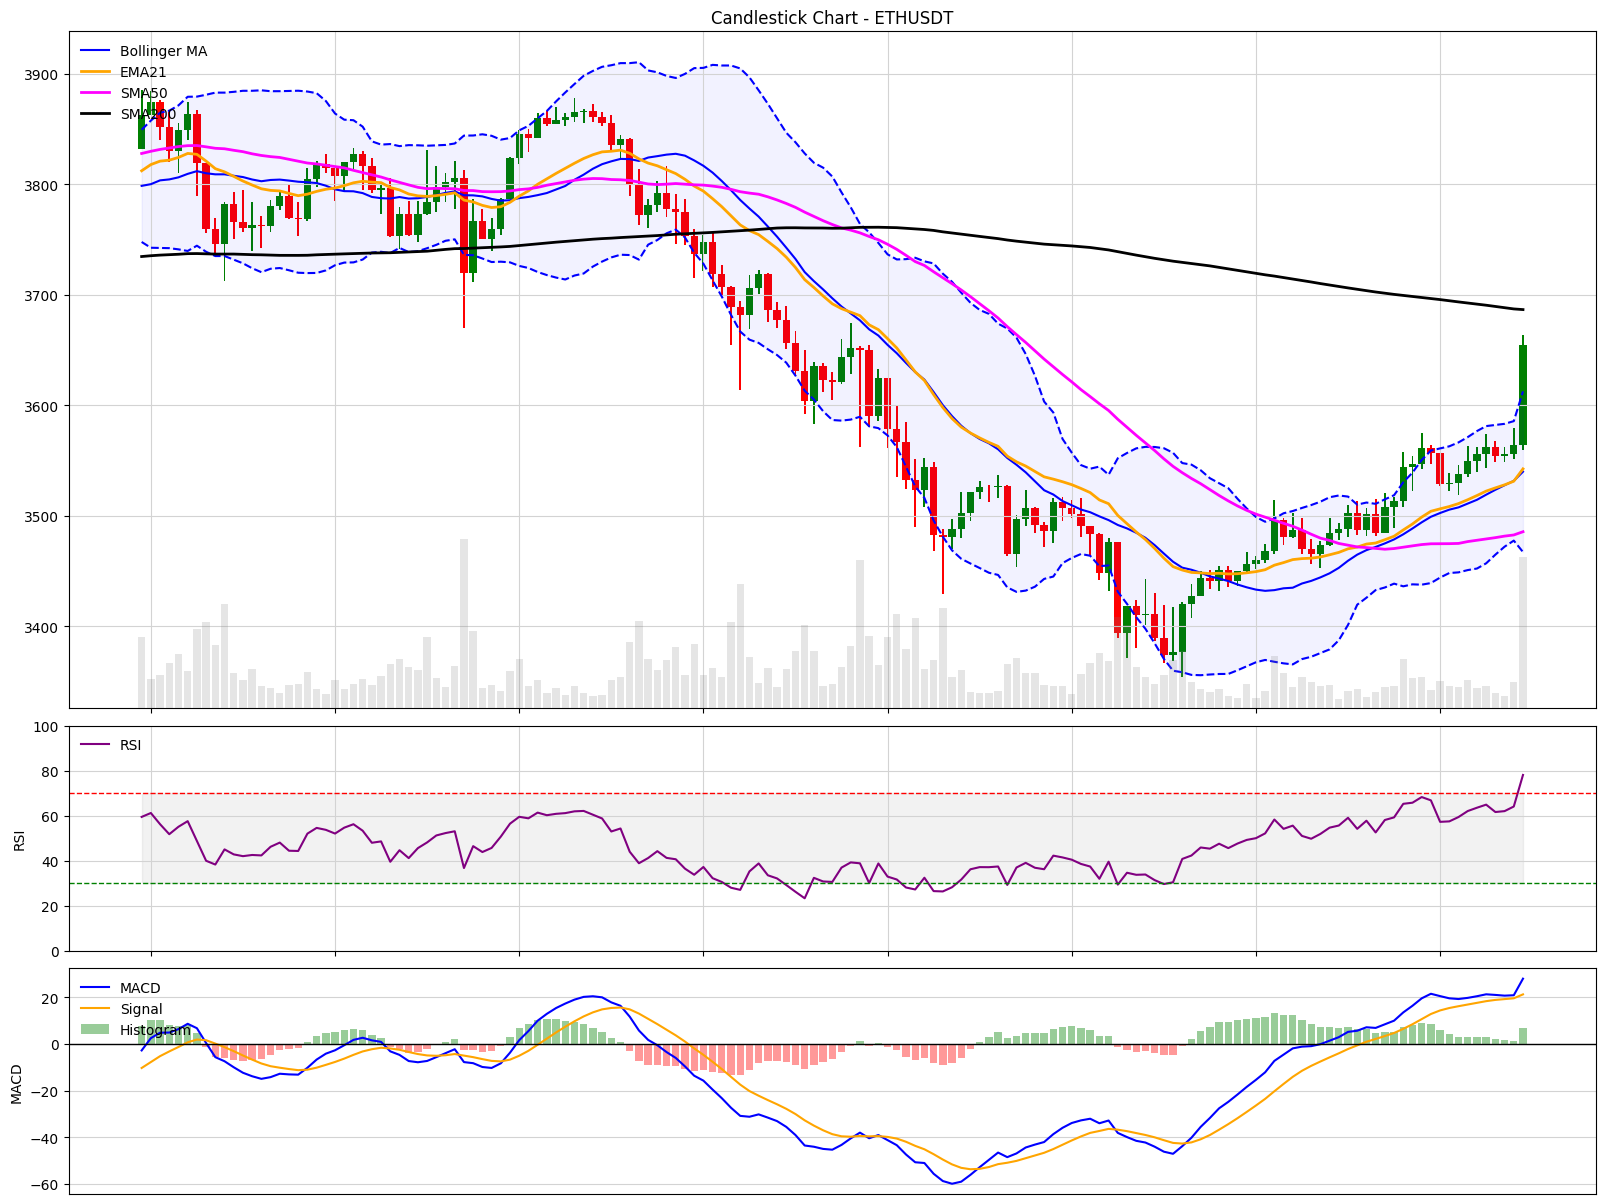 Candlestick Chart - ETHUSDT
Bollinger MA
EMA21
SMA50
SMA200
3900
3800
3700
3600
3500
3400
RSI
100
80
60
40
20
0
RSI
MACD
Signal
Histogram
20
0
−20
−40
−60
MACD